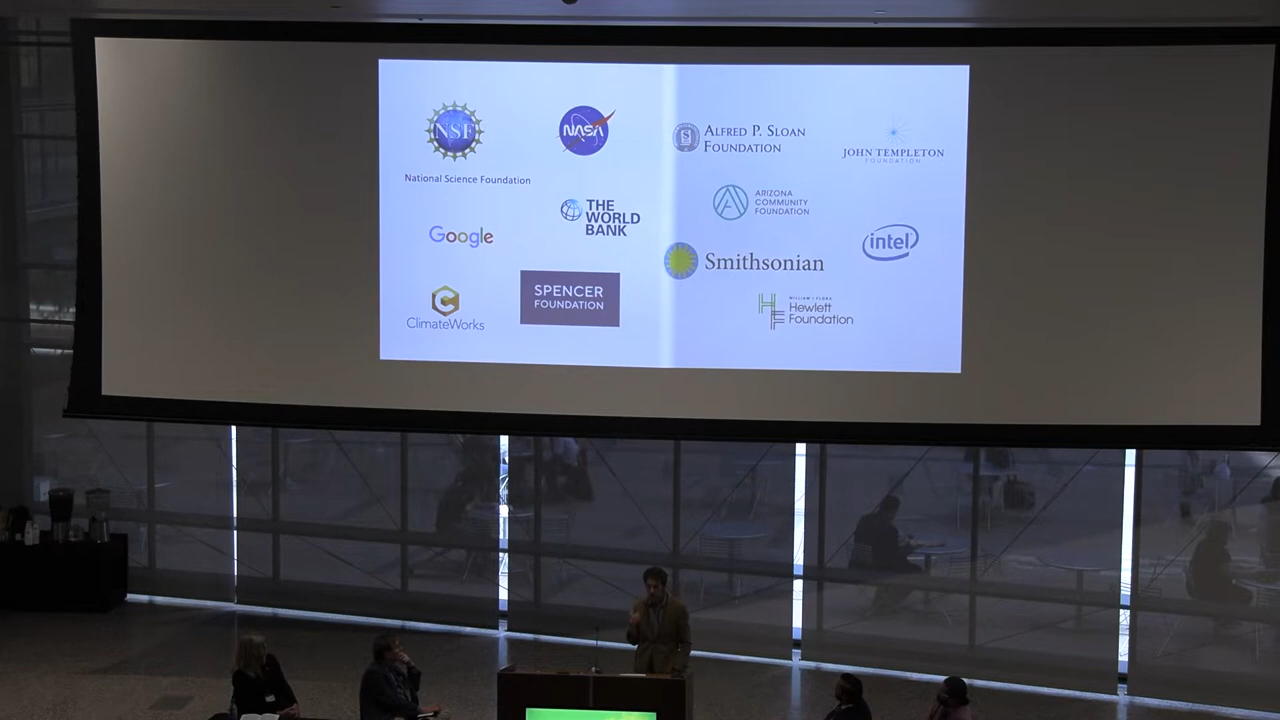 NSF
National Science Foundation
NASA
ALFRED P. SLOAN
FOUNDATION
JOHN TEMPLETON
FOUNDATION
THE
WORLD
BANK
ARIZONA
COMMUNITY
FOUNDATION
Google
intel
Smithsonian
SPENCER
FOUNDATION
ClimateWorks
Hewlett
Foundation